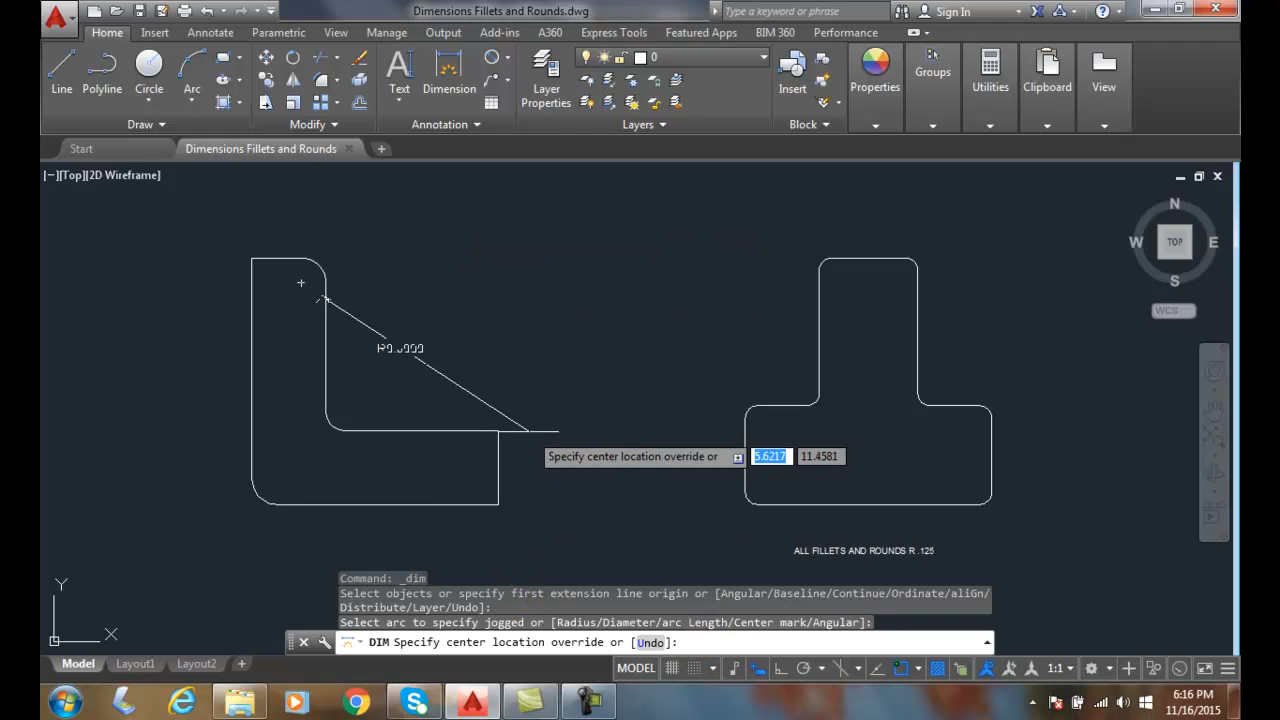 Dimensions Fillets and Rounds.dwg
Type a keyword or phrase
Sign In
Home Insert Annotate Parametric View Manage Output Add-ins A360 Express Tools Featured Apps BIM 360 Performance
0
Line Polyline Circle Arc Text Dimension Layer Properties Insert Properties Groups Utilities Clipboard View
Draw Modify Annotation Layers Block
Start Dimensions Fillets and Rounds
[−][Top][2D Wireframe]
N
W TOP E
S
WCS
Specify center location override or 5.6217 11.4581
ALL FILLETS AND ROUNDS R .125
Command: _dim
Select objects or specify first extension line origin or [Angular/Baseline/Continue/Ordinate/aliGn/
Distribute/Layer/Undo]:
Select arc to specify jogged or [Radius/Diameter/arc Length/Center mark/Angular]:
DIM Specify center location override or [Undo]:
Y
X
Model Layout1 Layout2
MODEL 1:1
6:16 PM
11/16/2015